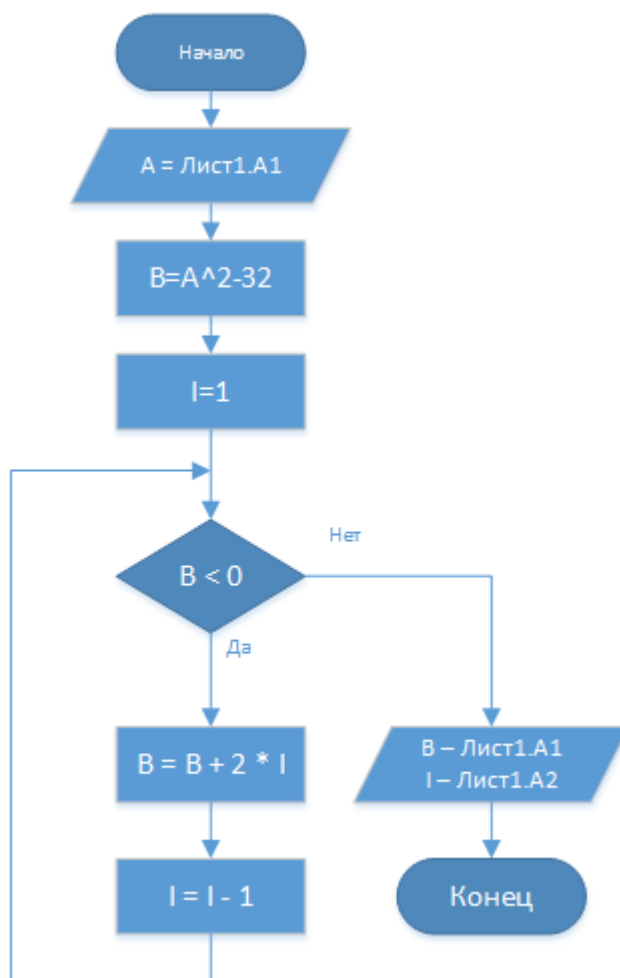 Начало
A = Лист1.A1
B=A^2-32
I=1
B < 0
Нет
Да
B = B + 2 * I
B – Лист1.A1
I – Лист1.A2
I = I - 1
Конец